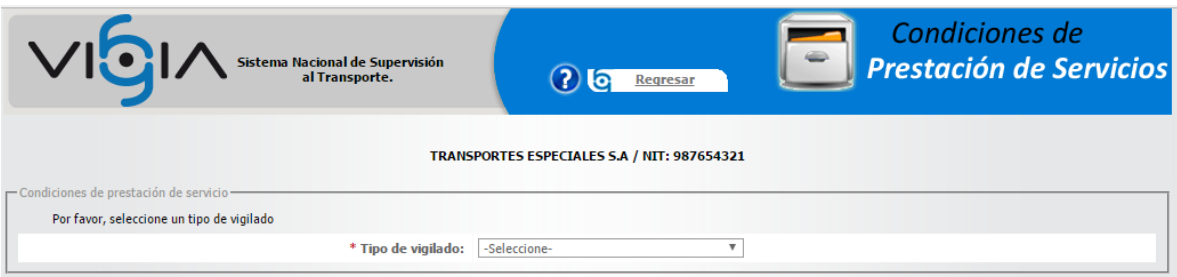 VIGIA
Sistema Nacional de Supervisión
al Transporte.
? Regresar
Condiciones de
Prestación de Servicios
TRANSPORTES ESPECIALES S.A / NIT: 987654321
Condiciones de prestación de servicio
Por favor, seleccione un tipo de vigilado
* Tipo de vigilado: -Seleccione-